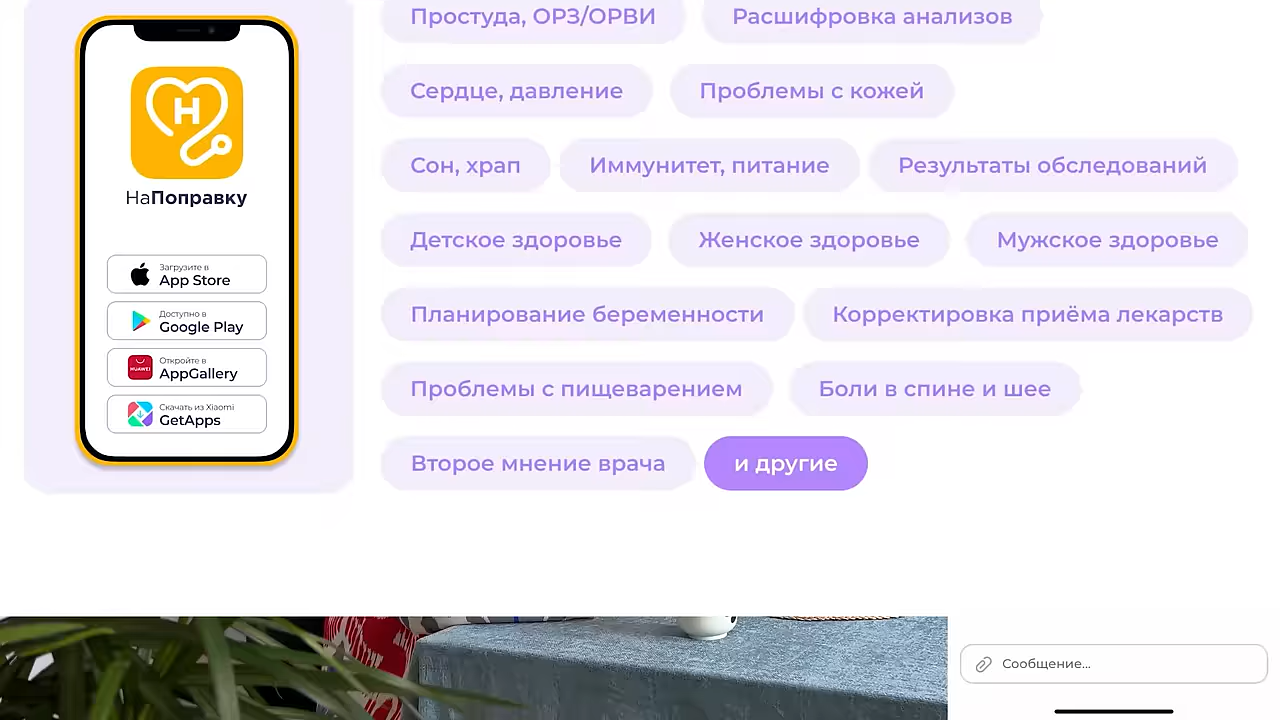 Н
НаПоправку
Загрузите в
App Store
Доступно в
Google Play
HUAWEI
Откройте в
AppGallery
Скачать из Xiaomi
GetApps
Простуда, ОРЗ/ОРВИ
Расшифровка анализов
Сердце, давление
Проблемы с кожей
Сон, храп
Иммунитет, питание
Результаты обследований
Детское здоровье
Женское здоровье
Мужское здоровье
Планирование беременности
Корректировка приёма лекарств
Проблемы с пищеварением
Боли в спине и шее
Второе мнение врача
и другие
Сообщение...